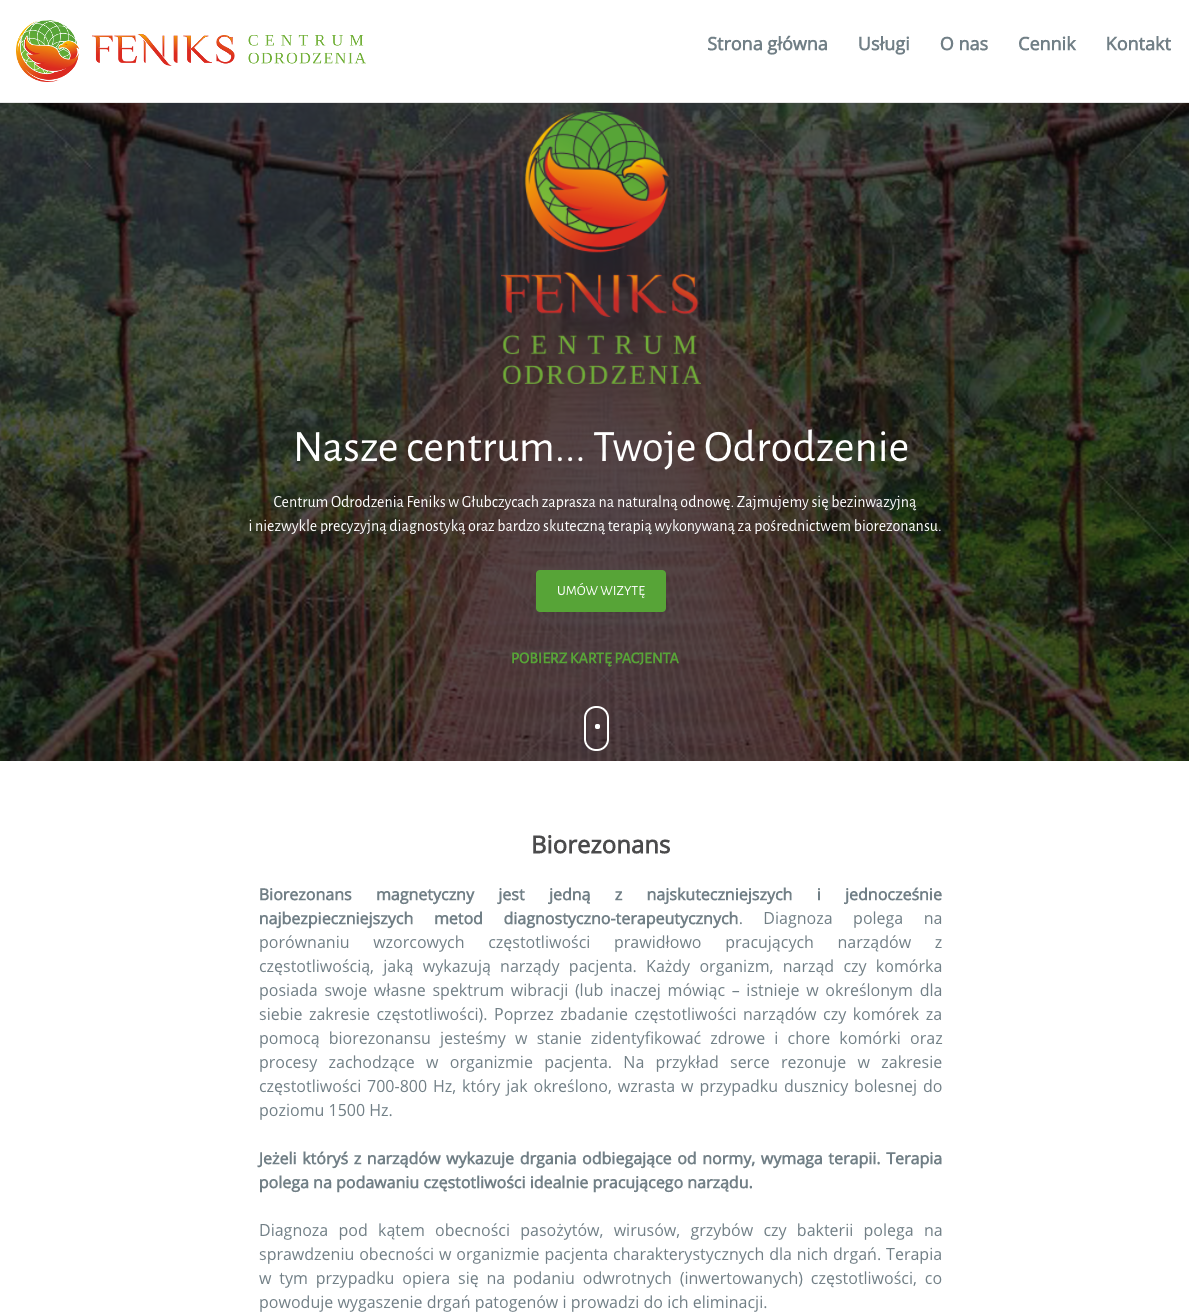 FENIKS CENTRUM
ODRODZENIA
Strona główna Usługi O nas Cennik Kontakt
FENIKS
CENTRUM
ODRODZENIA
Nasze centrum... Twoje Odrodzenie
Centrum Odrodzenia Feniks w Głubczycach zaprasza na naturalną odnowę. Zajmujemy się bezinwazyjną
i niezwykle precyzyjną diagnostyką oraz bardzo skuteczną terapią wykonywaną za pośrednictwem biorezonansu.
UMÓW WIZYTĘ
POBIERZ KARTĘ PACJENTA
Biorezonans
Biorezonans magnetyczny jest jedną z najskuteczniejszych i jednocześnie
najbezpieczniejszych metod diagnostyczno-terapeutycznych. Diagnoza polega na
porównaniu wzorcowych częstotliwości prawidłowo pracujących narządów z
częstotliwością, jaką wykazują narządy pacjenta. Każdy organizm, narząd czy komórka
posiada swoje własne spektrum wibracji (lub inaczej mówiąc – istnieje w określonym dla
siebie zakresie częstotliwości). Poprzez zbadanie częstotliwości narządów czy komórek za
pomocą biorezonansu jesteśmy w stanie zidentyfikować zdrowe i chore komórki oraz
procesy zachodzące w organizmie pacjenta. Na przykład serce rezonuje w zakresie
częstotliwości 700-800 Hz, który jak określono, wzrasta w przypadku dusznicy bolesnej do
poziomu 1500 Hz.
Jeżeli któryś z narządów wykazuje drgania odbiegające od normy, wymaga terapii. Terapia
polega na podawaniu częstotliwości idealnie pracującego narządu.
Diagnoza pod kątem obecności pasożytów, wirusów, grzybów czy bakterii polega na
sprawdzeniu obecności w organizmie pacjenta charakterystycznych dla nich drgań. Terapia
w tym przypadku opiera się na podaniu odwrotnych (inwertowanych) częstotliwości, co
powoduje wygaszenie drgań patogenów i prowadzi do ich eliminacji.